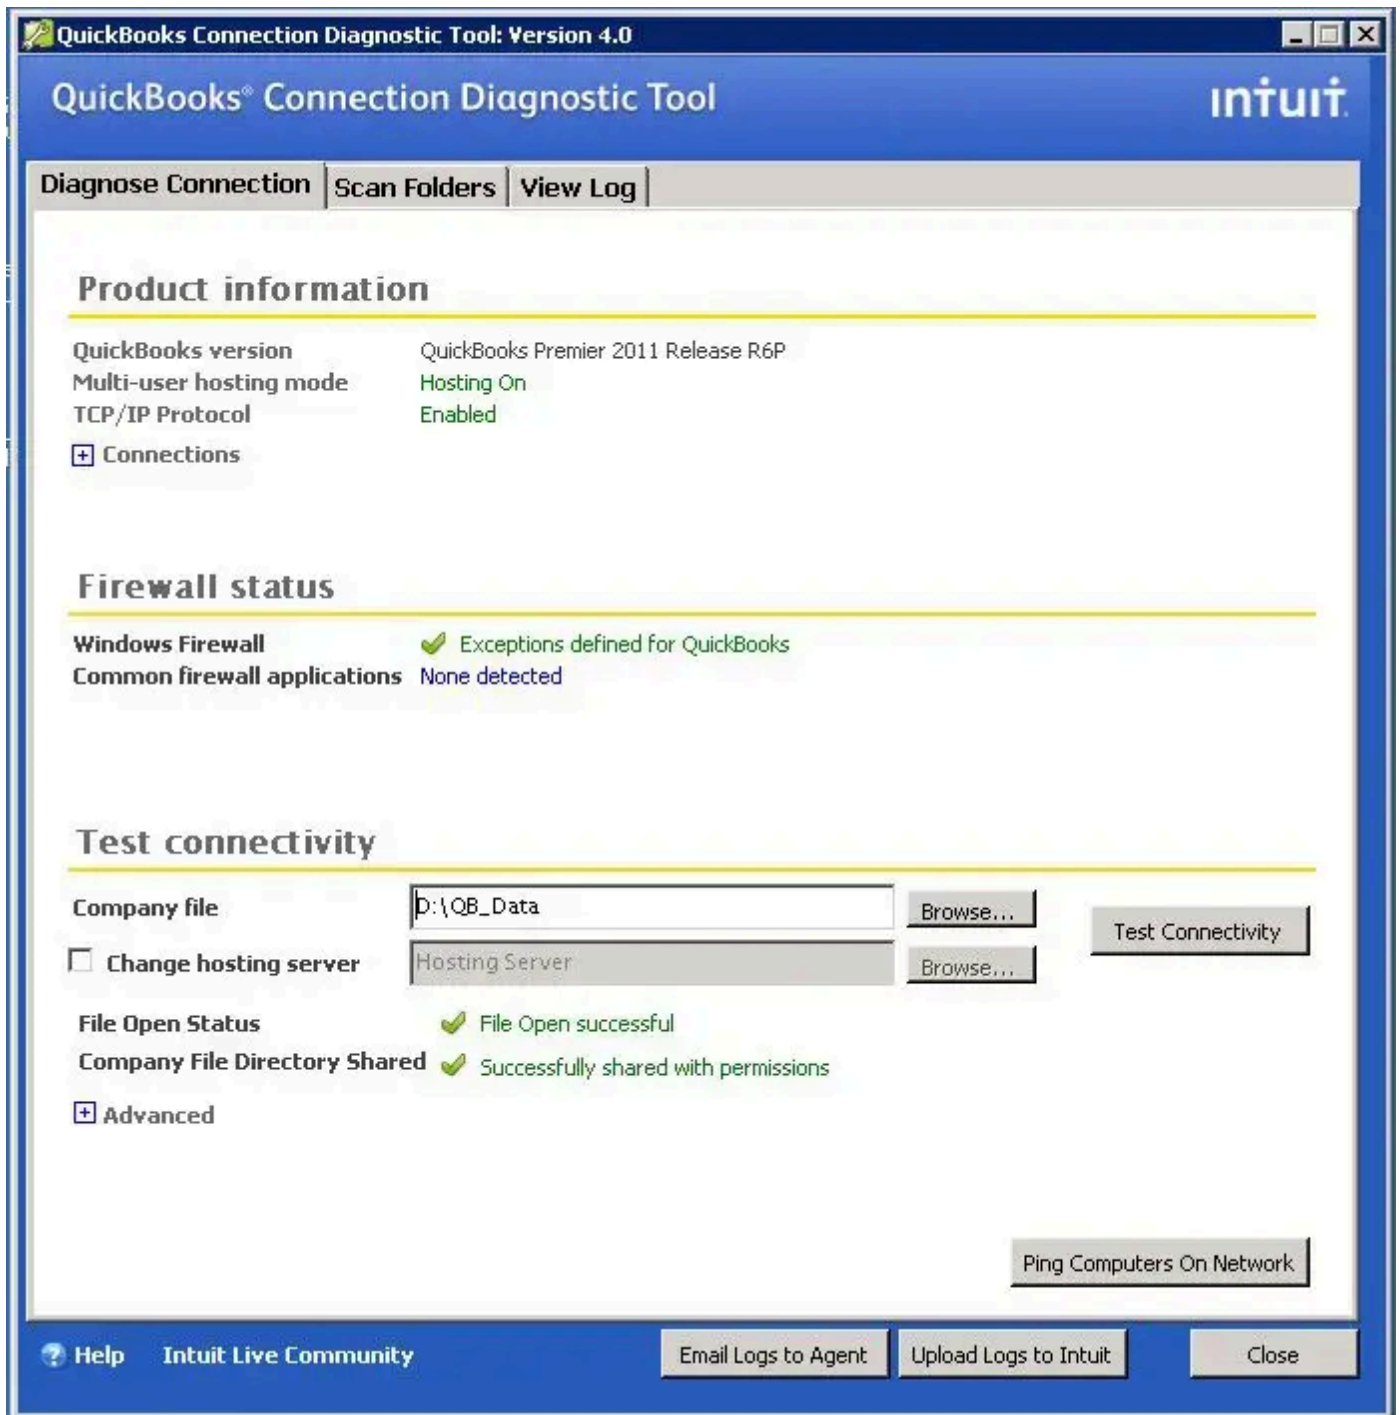 QuickBooks Connection Diagnostic Tool: Version 4.0
QuickBooks® Connection Diagnostic Tool
intuit.
Diagnose Connection
Scan Folders
View Log
Product information
QuickBooks version QuickBooks Premier 2011 Release R6P
Multi-user hosting mode Hosting On
TCP/IP Protocol Enabled
Connections
Firewall status
Windows Firewall Exceptions defined for QuickBooks
Common firewall applications None detected
Test connectivity
Company file D:\QB_Data Browse...
Test Connectivity
Change hosting server Hosting Server Browse...
File Open Status File Open successful
Company File Directory Shared Successfully shared with permissions
Advanced
Ping Computers On Network
Help Intuit Live Community Email Logs to Agent Upload Logs to Intuit Close